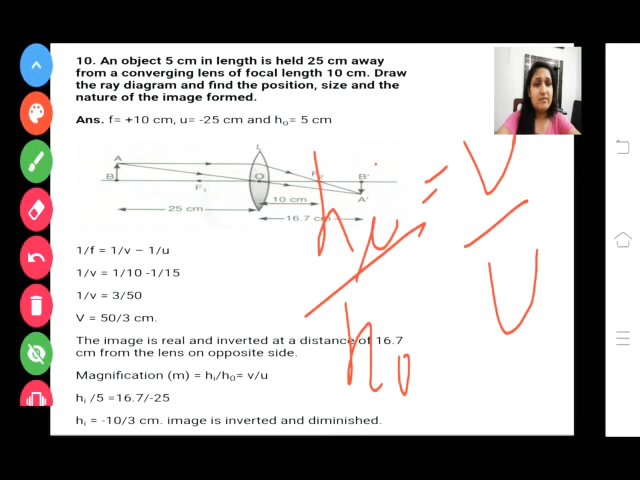 10. An object 5 cm in length is held 25 cm away
from a converging lens of focal length 10 cm. Draw
the ray diagram and find the position, size and the
nature of the image formed.
Ans. f= +10 cm, u= -25 cm and hₒ= 5 cm
L
A
B
F₁
O
F₂
B'
A'
25 cm
10 cm
16.7 cm
1/f = 1/v − 1/u
1/v = 1/10 -1/15
1/v = 3/50
V = 50/3 cm.
The image is real and inverted at a distance of 16.7
cm from the lens on opposite side.
Magnification (m) = hᵢ/h₀= v/u
hᵢ /5 =16.7/-25
hᵢ = -10/3 cm. image is inverted and diminished.
hi = v
h₀ u